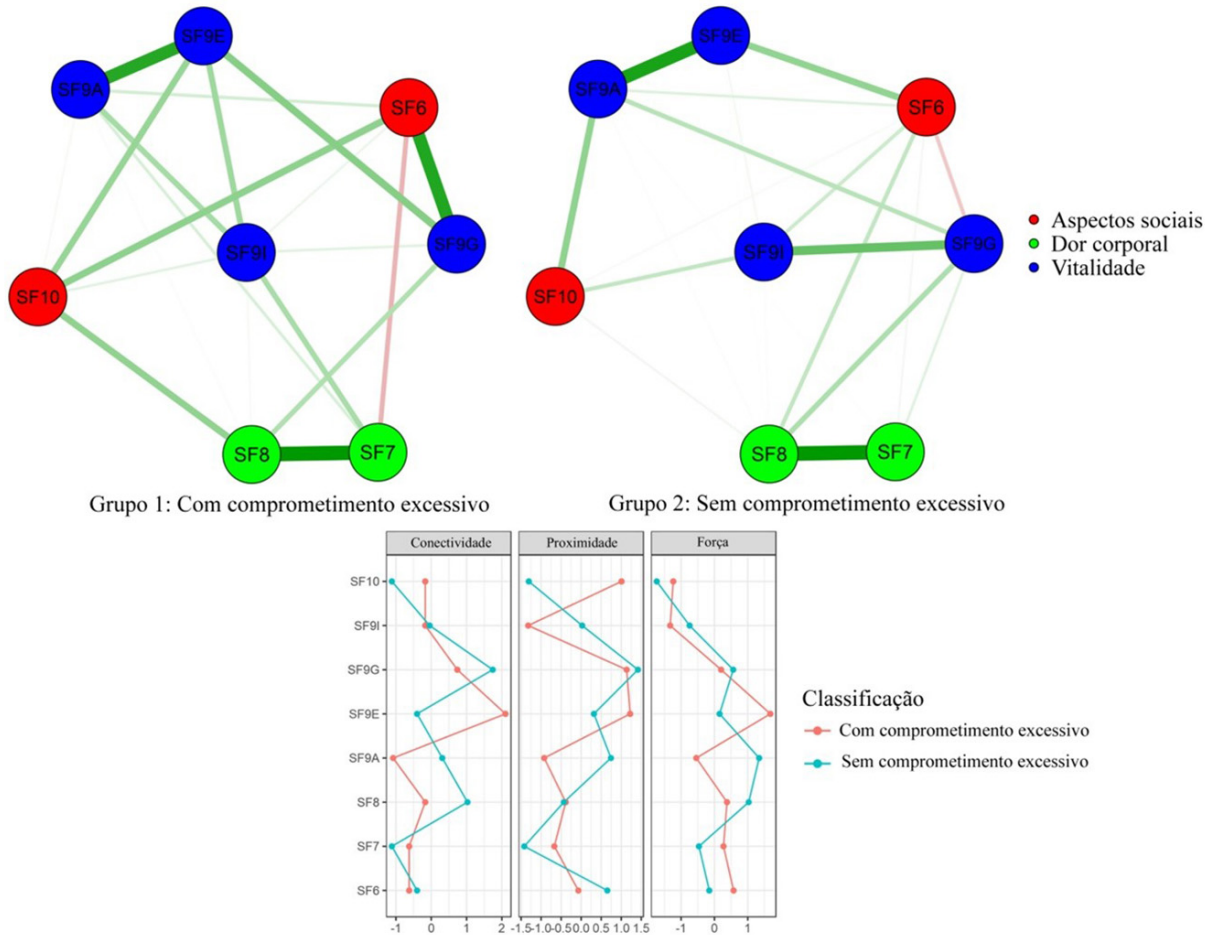 SF9E
SF9A
SF6
SF9I
SF9G
SF10
SF8
SF7
Grupo 1: Com comprometimento excessivo
SF9E
SF9A
SF6
SF9I
SF9G
SF10
SF8
SF7
Grupo 2: Sem comprometimento excessivo
Aspectos sociais
Dor corporal
Vitalidade
Conectividade
Proximidade
Força
SF10
SF9I
SF9G
SF9E
SF9A
SF8
SF7
SF6
-1 0 1 2
-1.5 -1.0 -0.5 0.0 0.5 1.0 1.5
-1 0 1
Classificação
Com comprometimento excessivo
Sem comprometimento excessivo